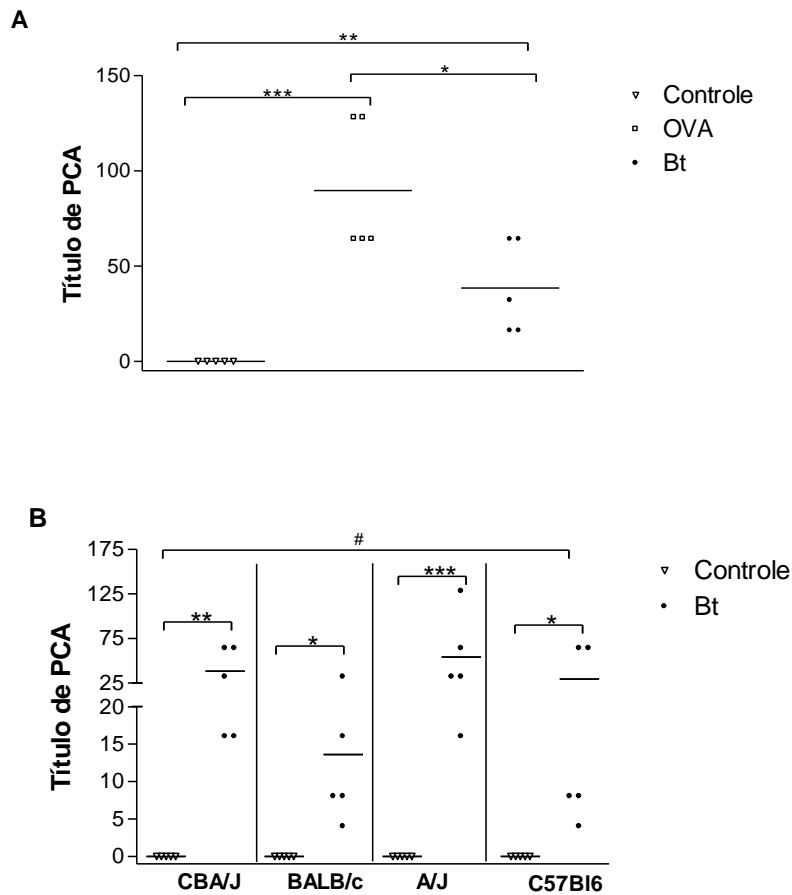 A
**
*
***
150
100
50
0
Título de PCA
Controle
OVA
Bt
B
#
175
125
75
25
20
15
10
5
0
Título de PCA
**
*
***
*
Controle
Bt
CBA/J
BALB/c
A/J
C57Bl6